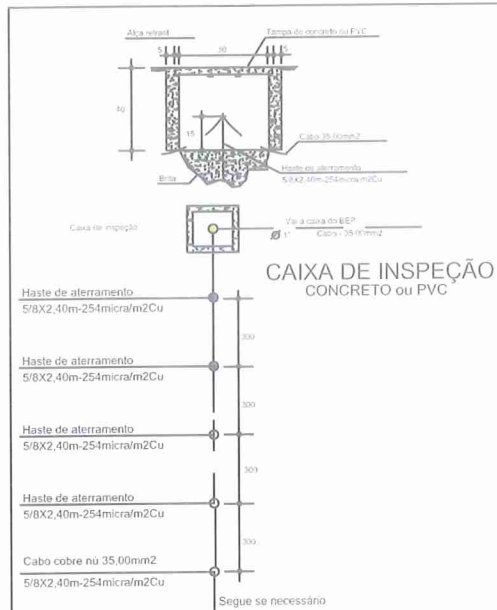 Alça retratil
Tampa de concreto ou PVC
5
30
5
60
15
Cabo 35,00mm2
Haste de aterramento
5/8X2,40m-254micra/m2Cu
Brita
Caixa de inspeção
Vai a caixa do BEP
Ø 1"
Cabo - 35,00mm2
CAIXA DE INSPEÇÃO
CONCRETO ou PVC
Haste de aterramento
5/8X2,40m-254micra/m2Cu
300
Haste de aterramento
5/8X2,40m-254micra/m2Cu
300
Haste de aterramento
5/8X2,40m-254micra/m2Cu
300
Haste de aterramento
5/8X2,40m-254micra/m2Cu
300
Cabo cobre nú 35,00mm2
5/8X2,40m-254micra/m2Cu
Segue se necessário